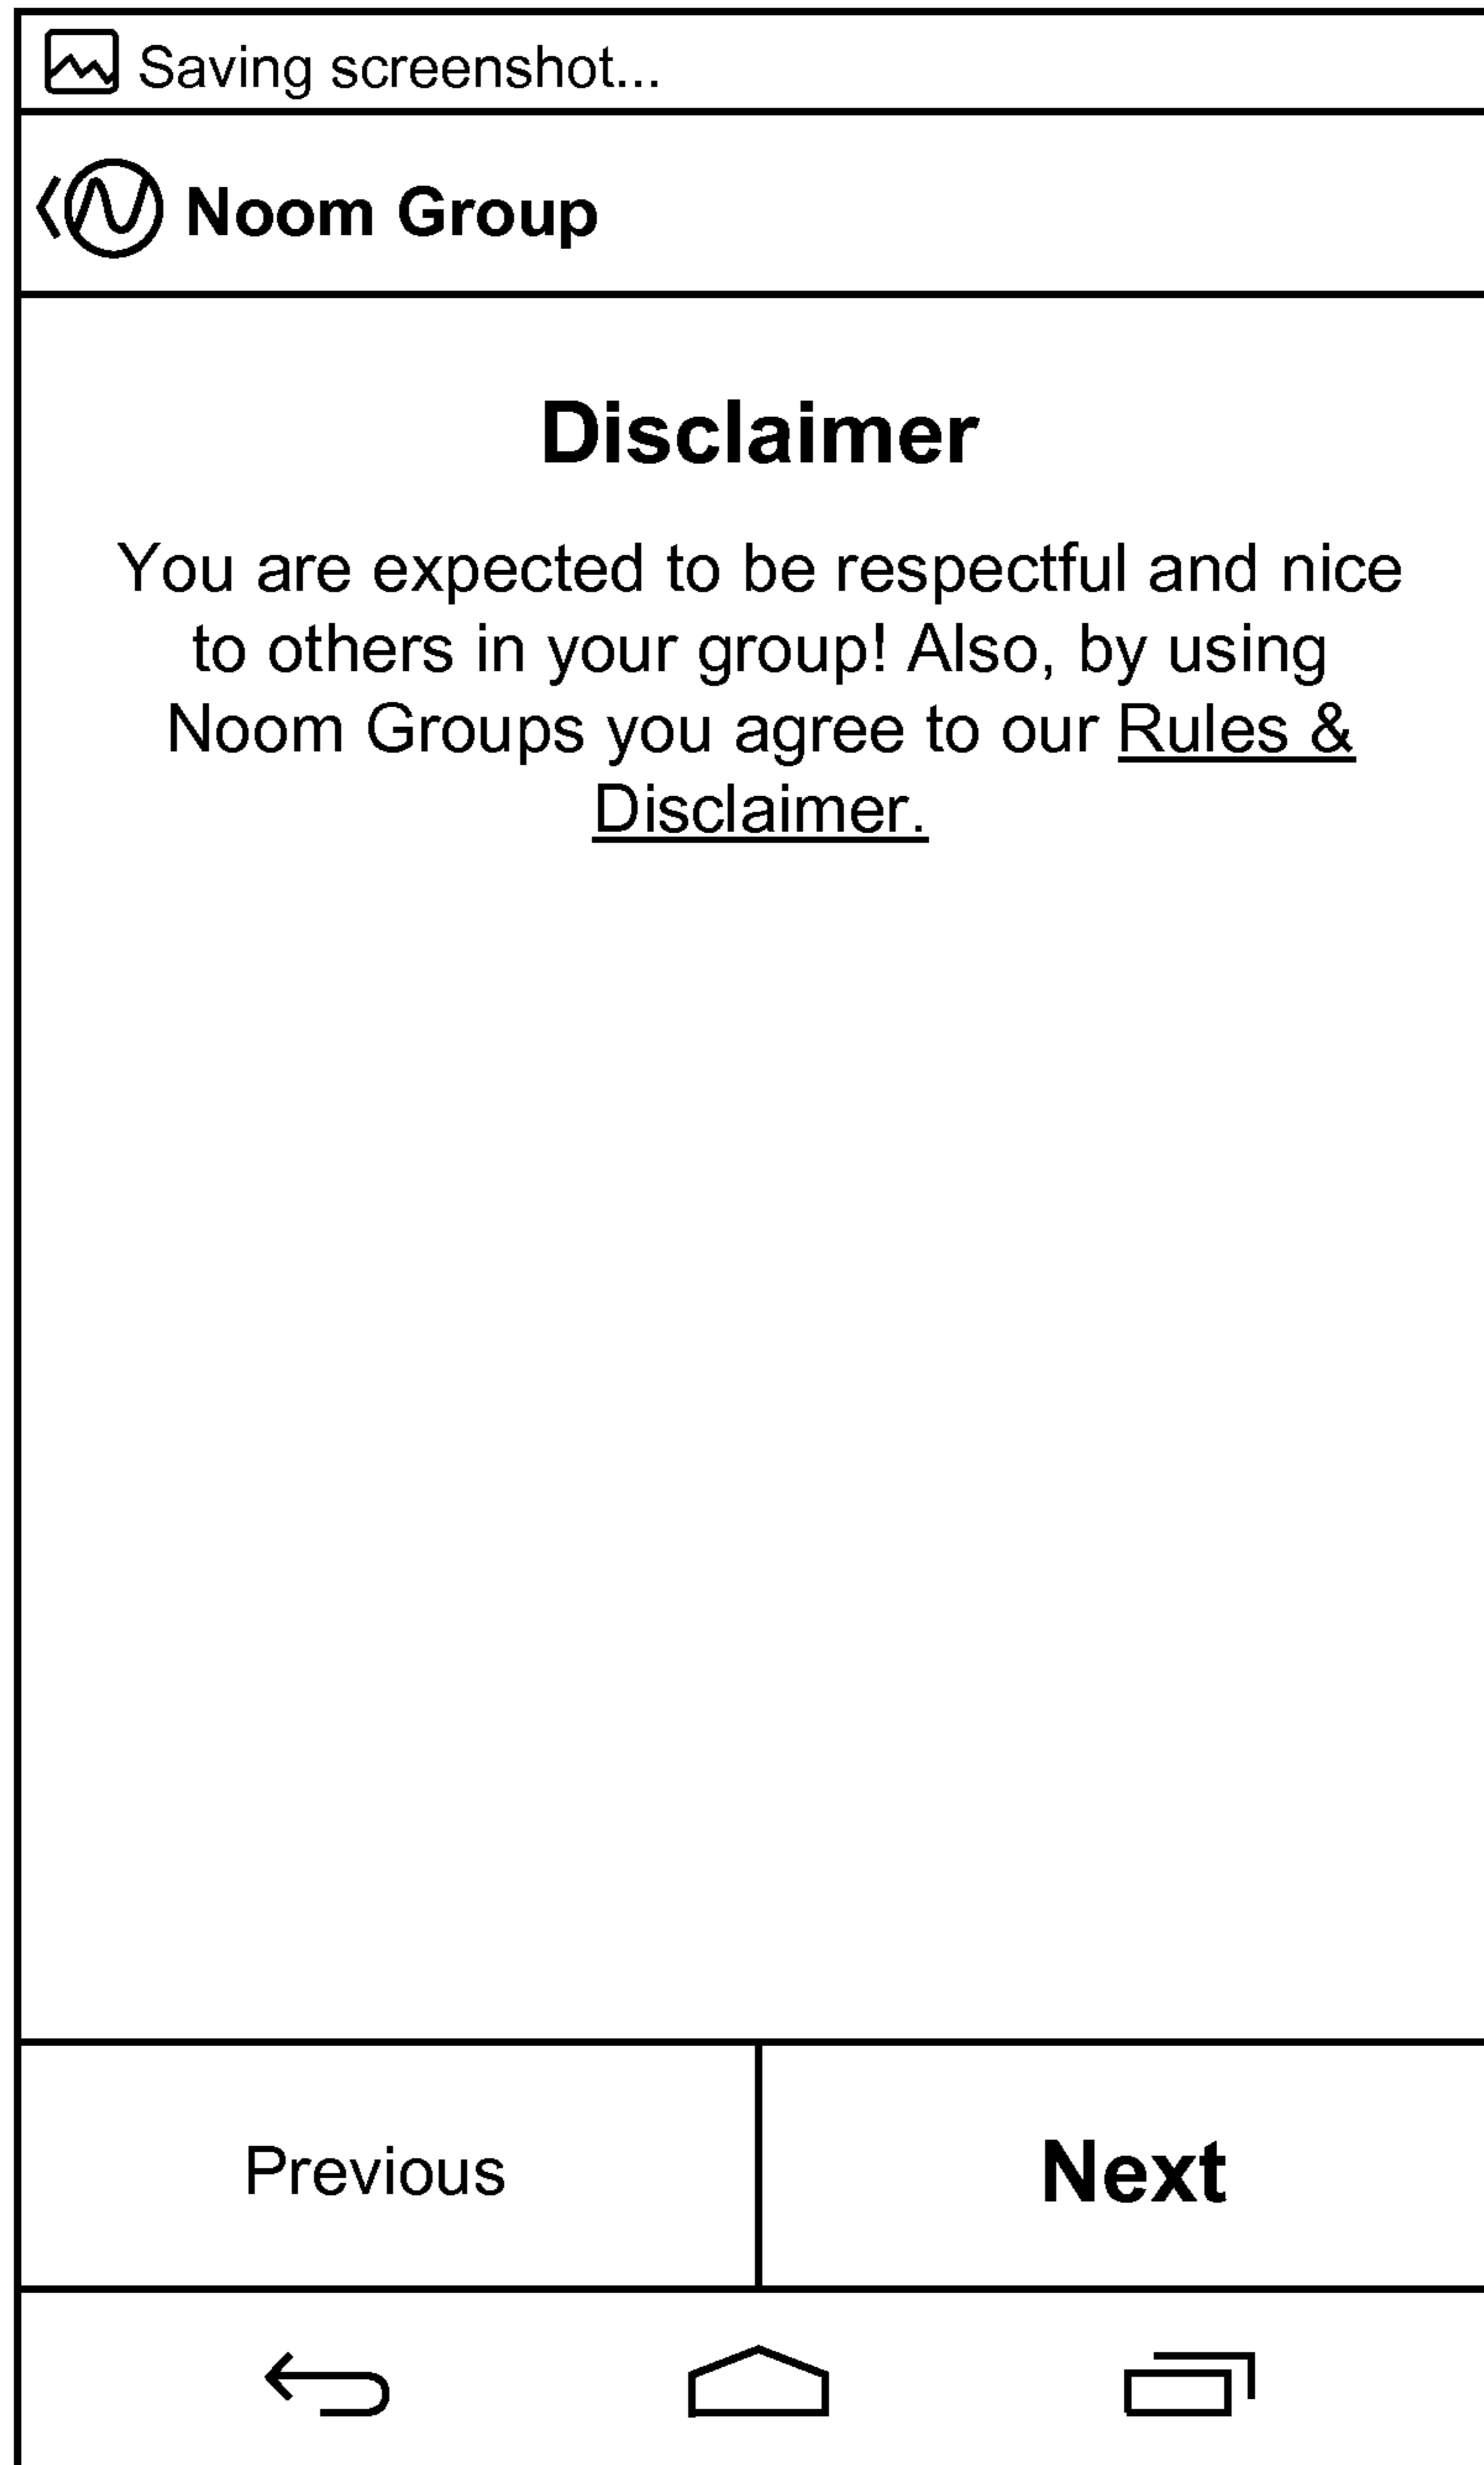 Saving screenshot...
Noom Group
Disclaimer
You are expected to be respectful and nice
to others in your group! Also, by using
Noom Groups you agree to our Rules &
Disclaimer.
Previous
Next